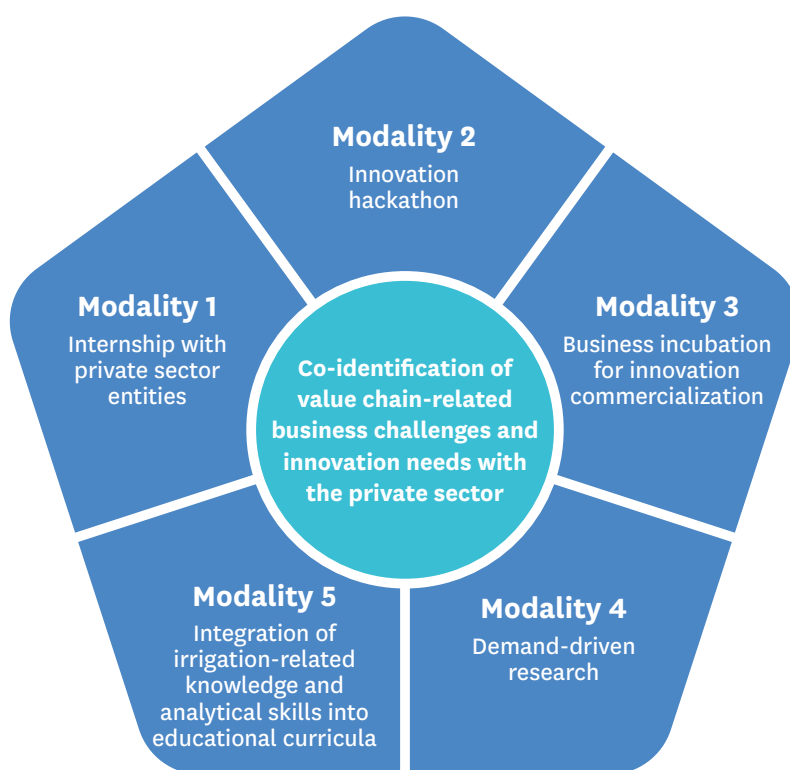 Modality 2
Innovation
hackathon
Modality 1
Internship with
private sector
entities
Modality 3
Business incubation
for innovation
commercialization
Co-identification of
value chain-related
business challenges and
innovation needs with
the private sector
Modality 5
Integration of
irrigation-related
knowledge and
analytical skills into
educational curricula
Modality 4
Demand-driven
research